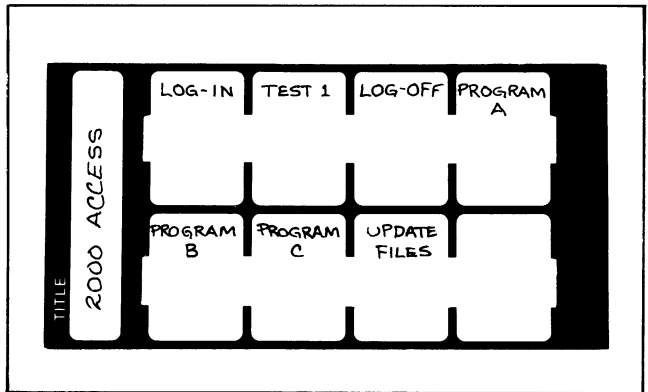 TITLE
2000 ACCESS
LOG-IN
TEST 1
LOG-OFF
PROGRAM
A
PROGRAM
B
PROGRAM
C
UPDATE
FILES